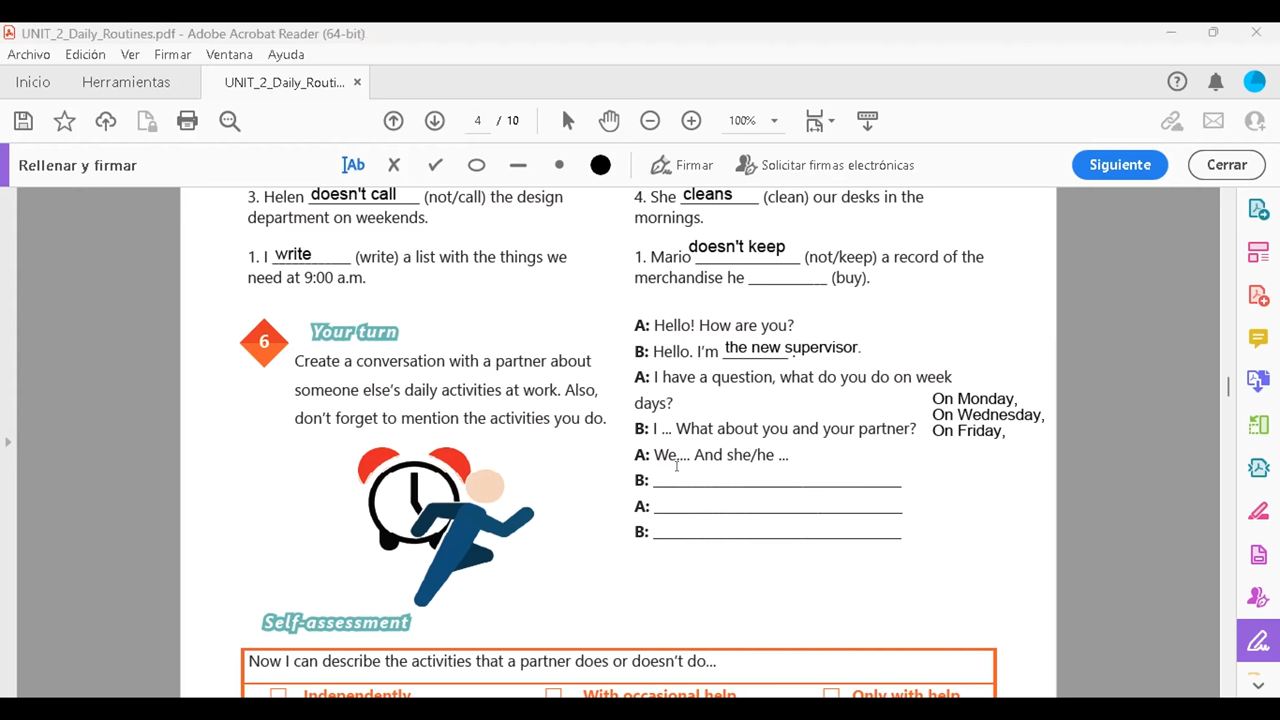 UNIT_2_Daily_Routines.pdf - Adobe Acrobat Reader (64-bit)
Archivo Edición Ver Firmar Ventana Ayuda
Inicio Herramientas UNIT_2_Daily_Routi... ×
4 / 10 100%
Rellenar y firmar Ab Firmar Solicitar firmas electrónicas Siguiente Cerrar
3. Helen doesn't call (not/call) the design
department on weekends.
1. I write (write) a list with the things we
need at 9:00 a.m.
4. She cleans (clean) our desks in the
mornings.
1. Mario doesn't keep (not/keep) a record of the
merchandise he __________ (buy).
6 Your turn
Create a conversation with a partner about
someone else's daily activities at work. Also,
don't forget to mention the activities you do.
A: Hello! How are you?
B: Hello. I'm the new supervisor. .
A: I have a question, what do you do on week
days?
B: I ... What about you and your partner?
A: We.... And she/he ...
B: ______________________________
A: ______________________________
B: ______________________________
On Monday,
On Wednesday,
On Friday,
Self-assessment
Now I can describe the activities that a partner does or doesn't do...
Independently With occasional help Only with help